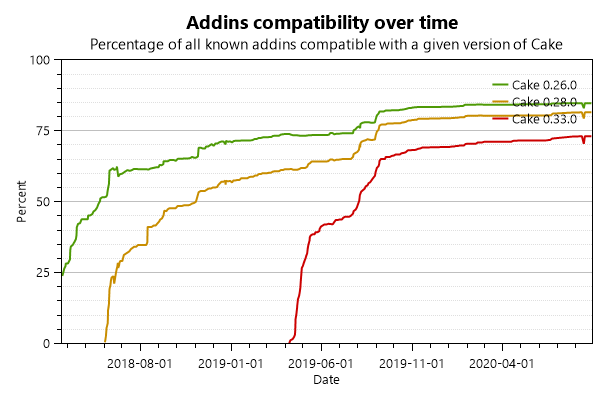 Addins compatibility over time
Percentage of all known addins compatible with a given version of Cake
100
75
50
25
0
Percent
Cake 0.26.0
Cake 0.28.0
Cake 0.33.0
2018-08-01
2019-01-01
2019-06-01
2019-11-01
2020-04-01
Date